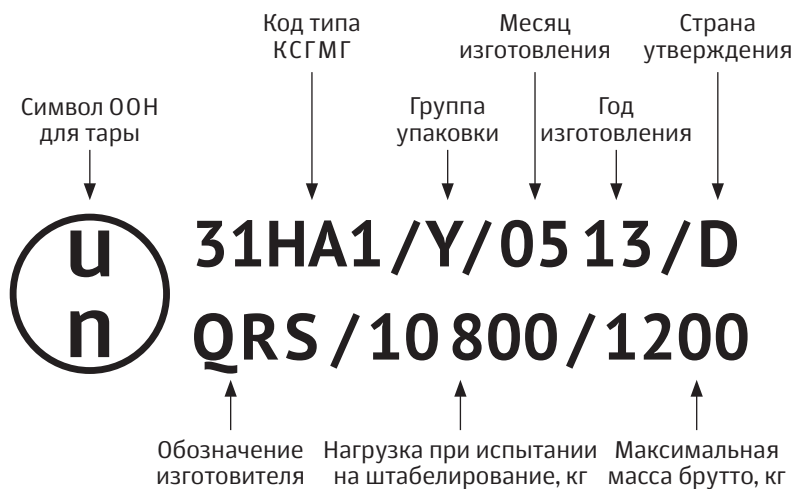 Код типа
КСГМГ
Месяц
изготовления
Страна
утверждения
Символ ООН
для тары
Группа
упаковки
Год
изготовления
u
n
31HA1/Y/05 13/D
QRS/10 800/1200
Обозначение
изготовителя
Нагрузка при испытании
на штабелирование, кг
Максимальная
масса брутто, кг